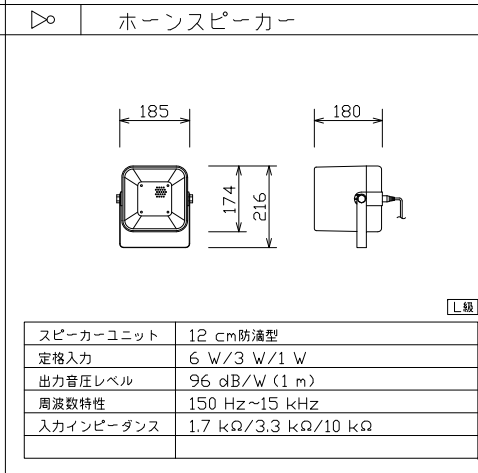 ホーンスピーカー
185
180
174
216
L級
スピーカーユニット 12 cm防滴型
定格入力 6 W/3 W/1 W
出力音圧レベル 96 dB/W (1 m)
周波数特性 150 Hz~15 kHz
入力インピーダンス 1.7 kΩ/3.3 kΩ/10 kΩ